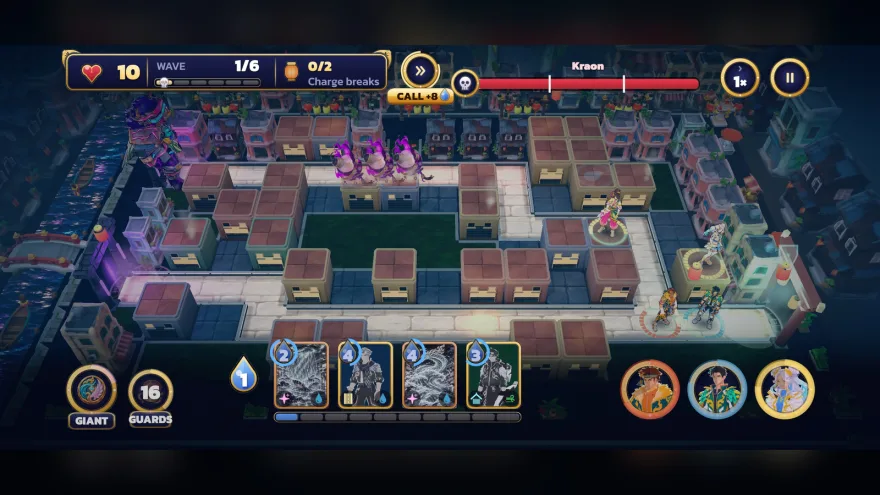 10
WAVE 1/6
0/2
Charge breaks
CALL +8
Kraon
1x
1
2
4
4
3
GIANT
16
GUARDS